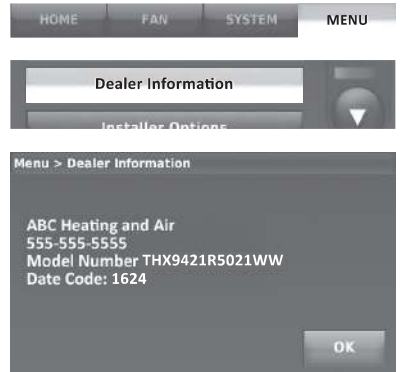 HOME FAN SYSTEM MENU
Dealer Information
Installer Options
Menu > Dealer Information
ABC Heating and Air
555-555-5555
Model Number THX9421R5021WW
Date Code: 1624
OK